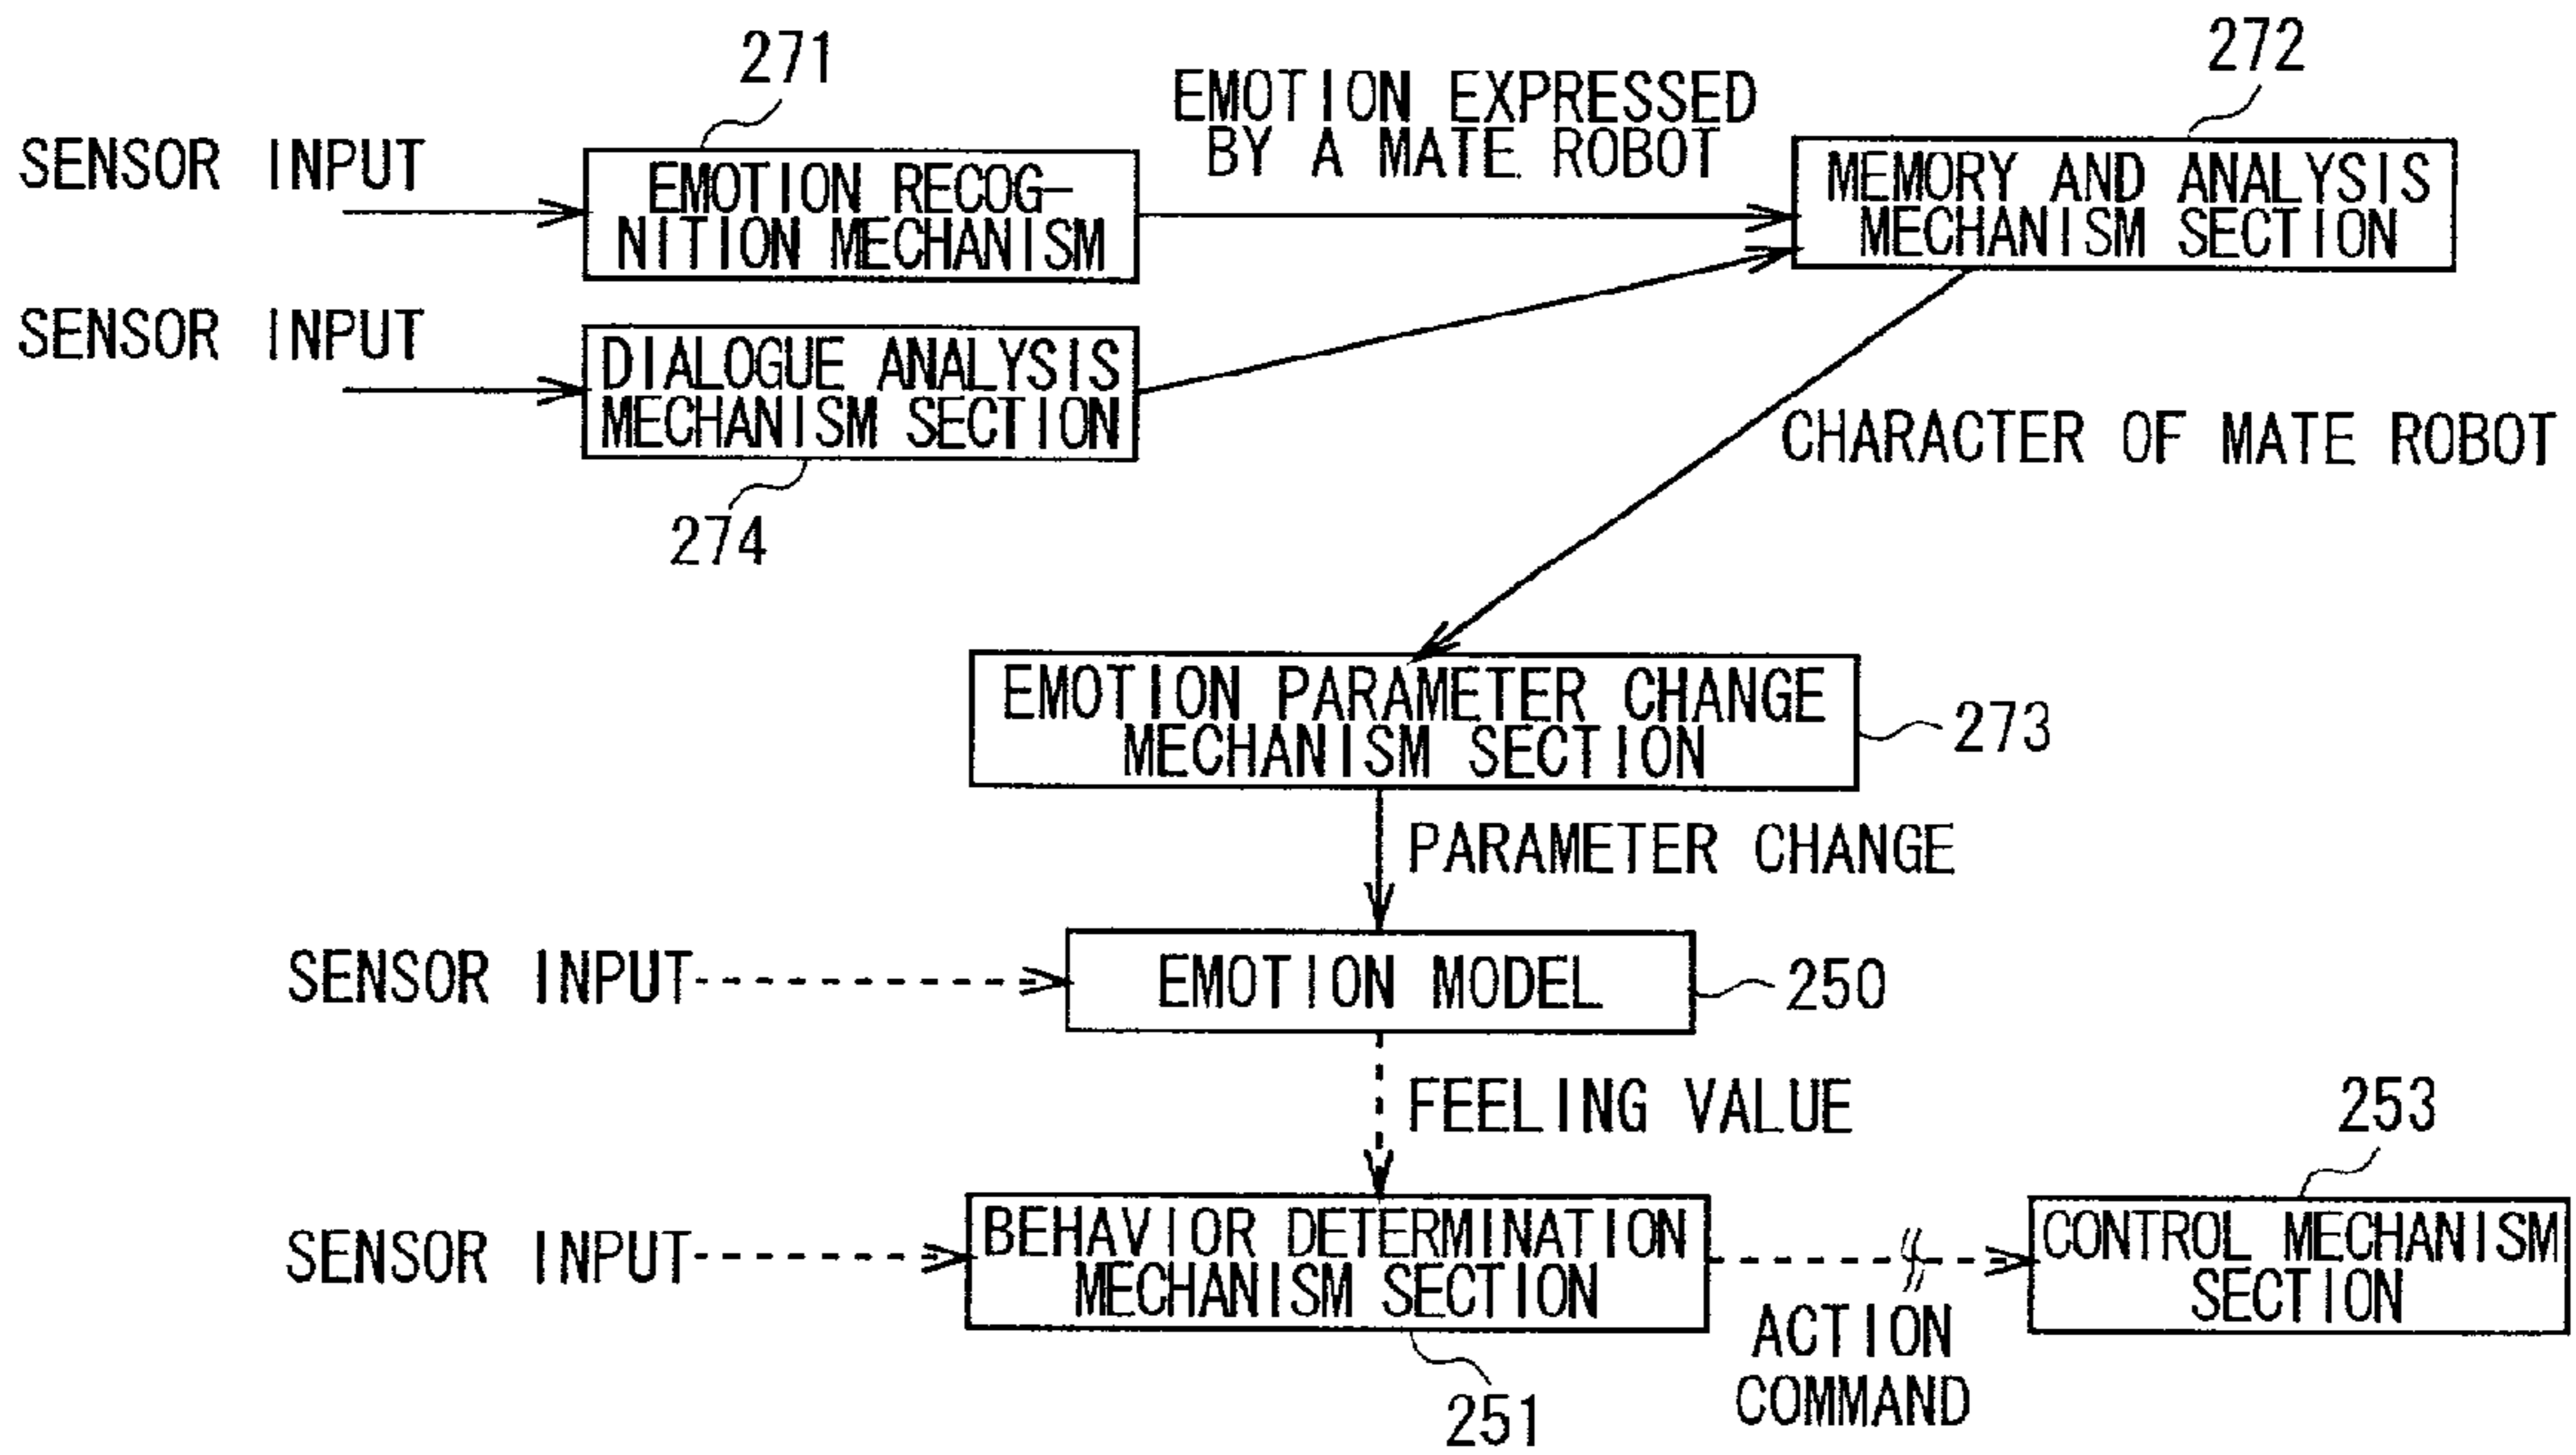 271
272
EMOTION EXPRESSED
BY A MATE ROBOT
SENSOR INPUT
EMOTION RECOG-
NITION MECHANISM
MEMORY AND ANALYSIS
MECHANISM SECTION
SENSOR INPUT
DIALOGUE ANALYSIS
MECHANISM SECTION
CHARACTER OF MATE ROBOT
274
EMOTION PARAMETER CHANGE
MECHANISM SECTION
273
PARAMETER CHANGE
SENSOR INPUT
EMOTION MODEL
250
FEELING VALUE
253
SENSOR INPUT
BEHAVIOR DETERMINATION
MECHANISM SECTION
CONTROL MECHANISM
SECTION
ACTION
COMMAND
251